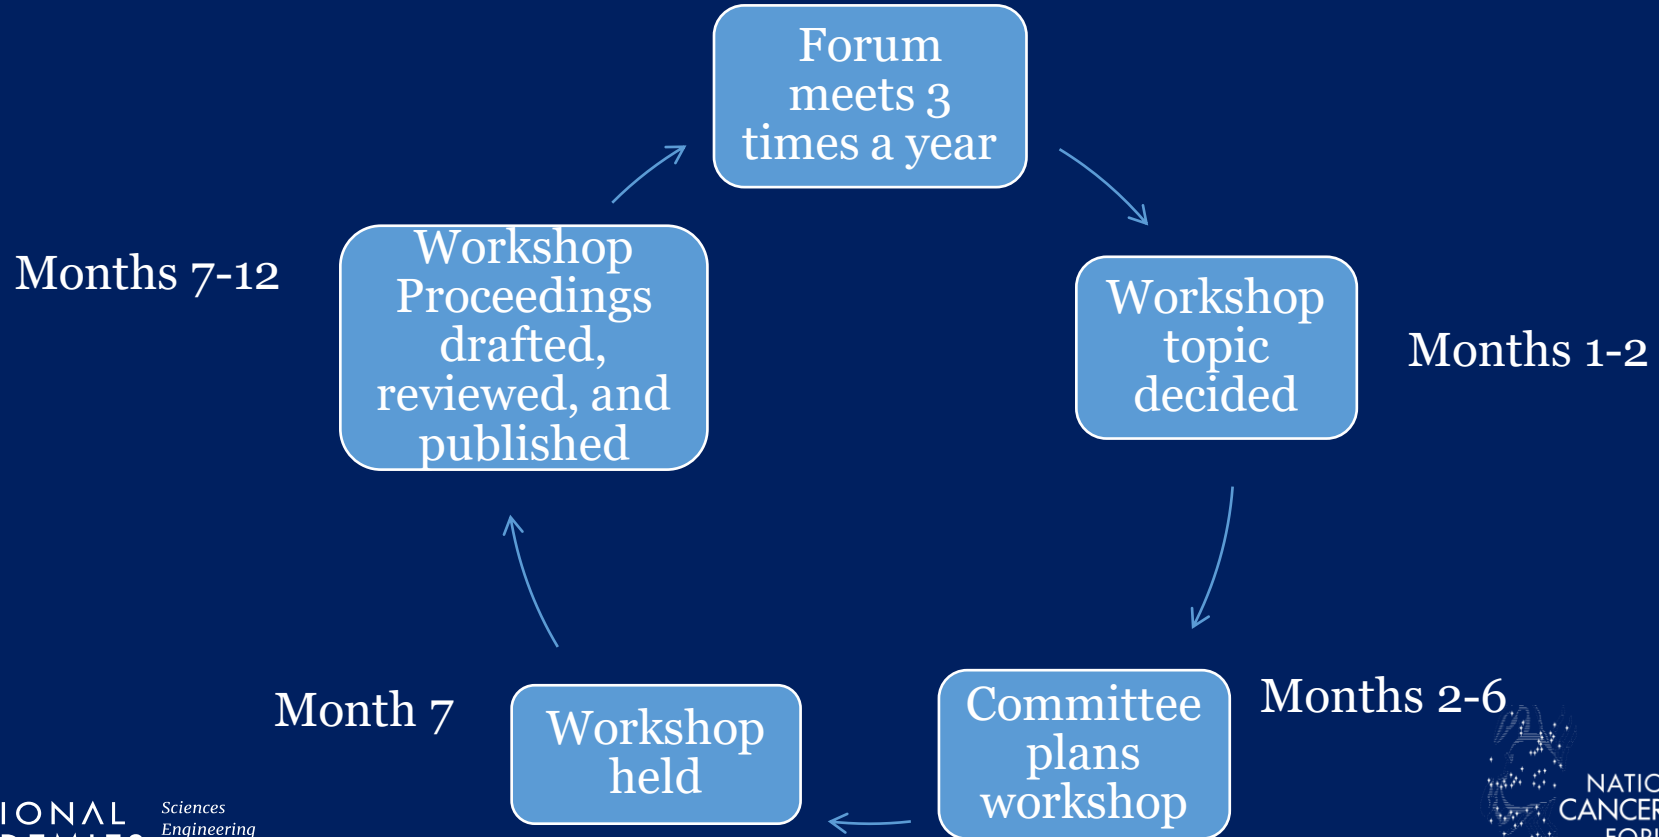 Forum
meets 3
times a year
Workshop
topic
decided
Months 1-2
Committee
plans
workshop
Months 2-6
Workshop
held
Month 7
Workshop
Proceedings
drafted,
reviewed, and
published
Months 7-12
IONAL
Sciences
Engineering
NATIO
CANCER